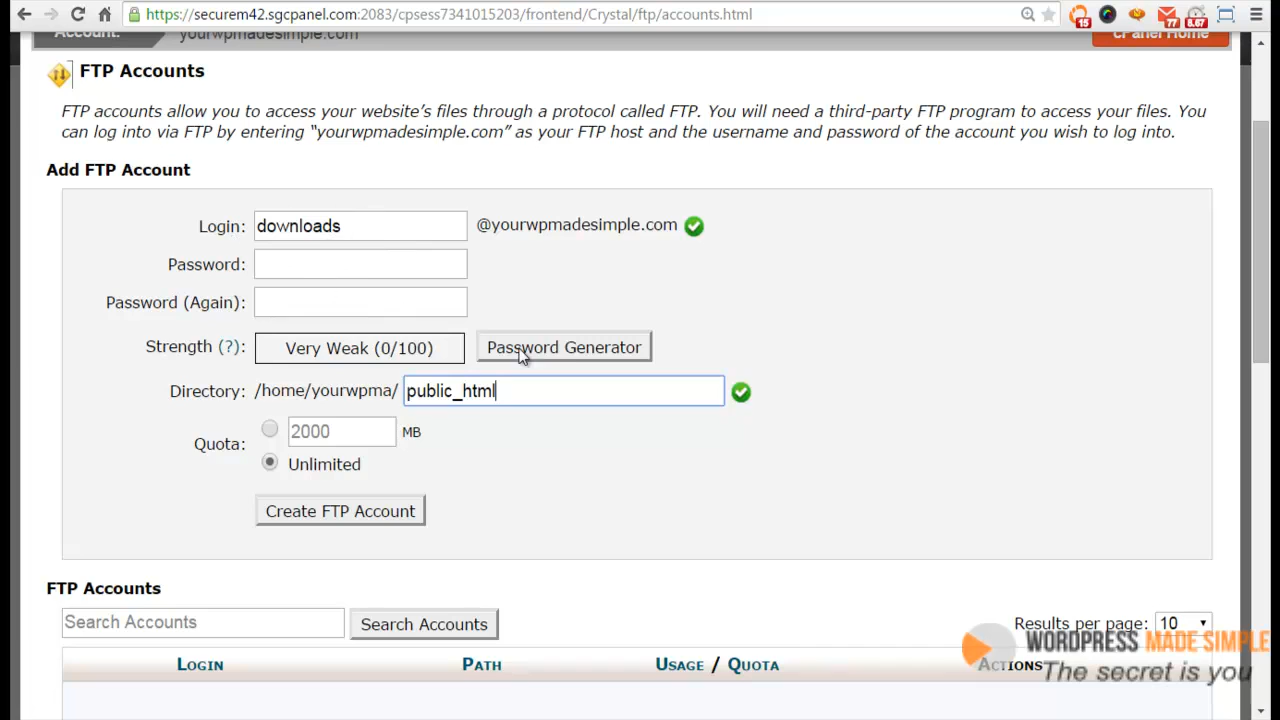 https://securem42.sgcpanel.com:2083/cpsess7341015203/frontend/Crystal/ftp/accounts.html
15
77
6.67
Account: yourwpmadesimple.com cPanel Home
FTP Accounts
FTP accounts allow you to access your website's files through a protocol called FTP. You will need a third-party FTP program to access your files. You
can log into via FTP by entering "yourwpmadesimple.com" as your FTP host and the username and password of the account you wish to log into.
Add FTP Account
Login: downloads @yourwpmadesimple.com
Password:
Password (Again):
Strength (?): Very Weak (0/100) Password Generator
Directory: /home/yourwpma/ public_html
Quota: 2000 MB
Unlimited
Create FTP Account
FTP Accounts
Search Accounts Search Accounts Results per page: 10
WORDPRESS MADE SIMPLE
LOGIN PATH USAGE / QUOTA ACTIONS
The secret is you